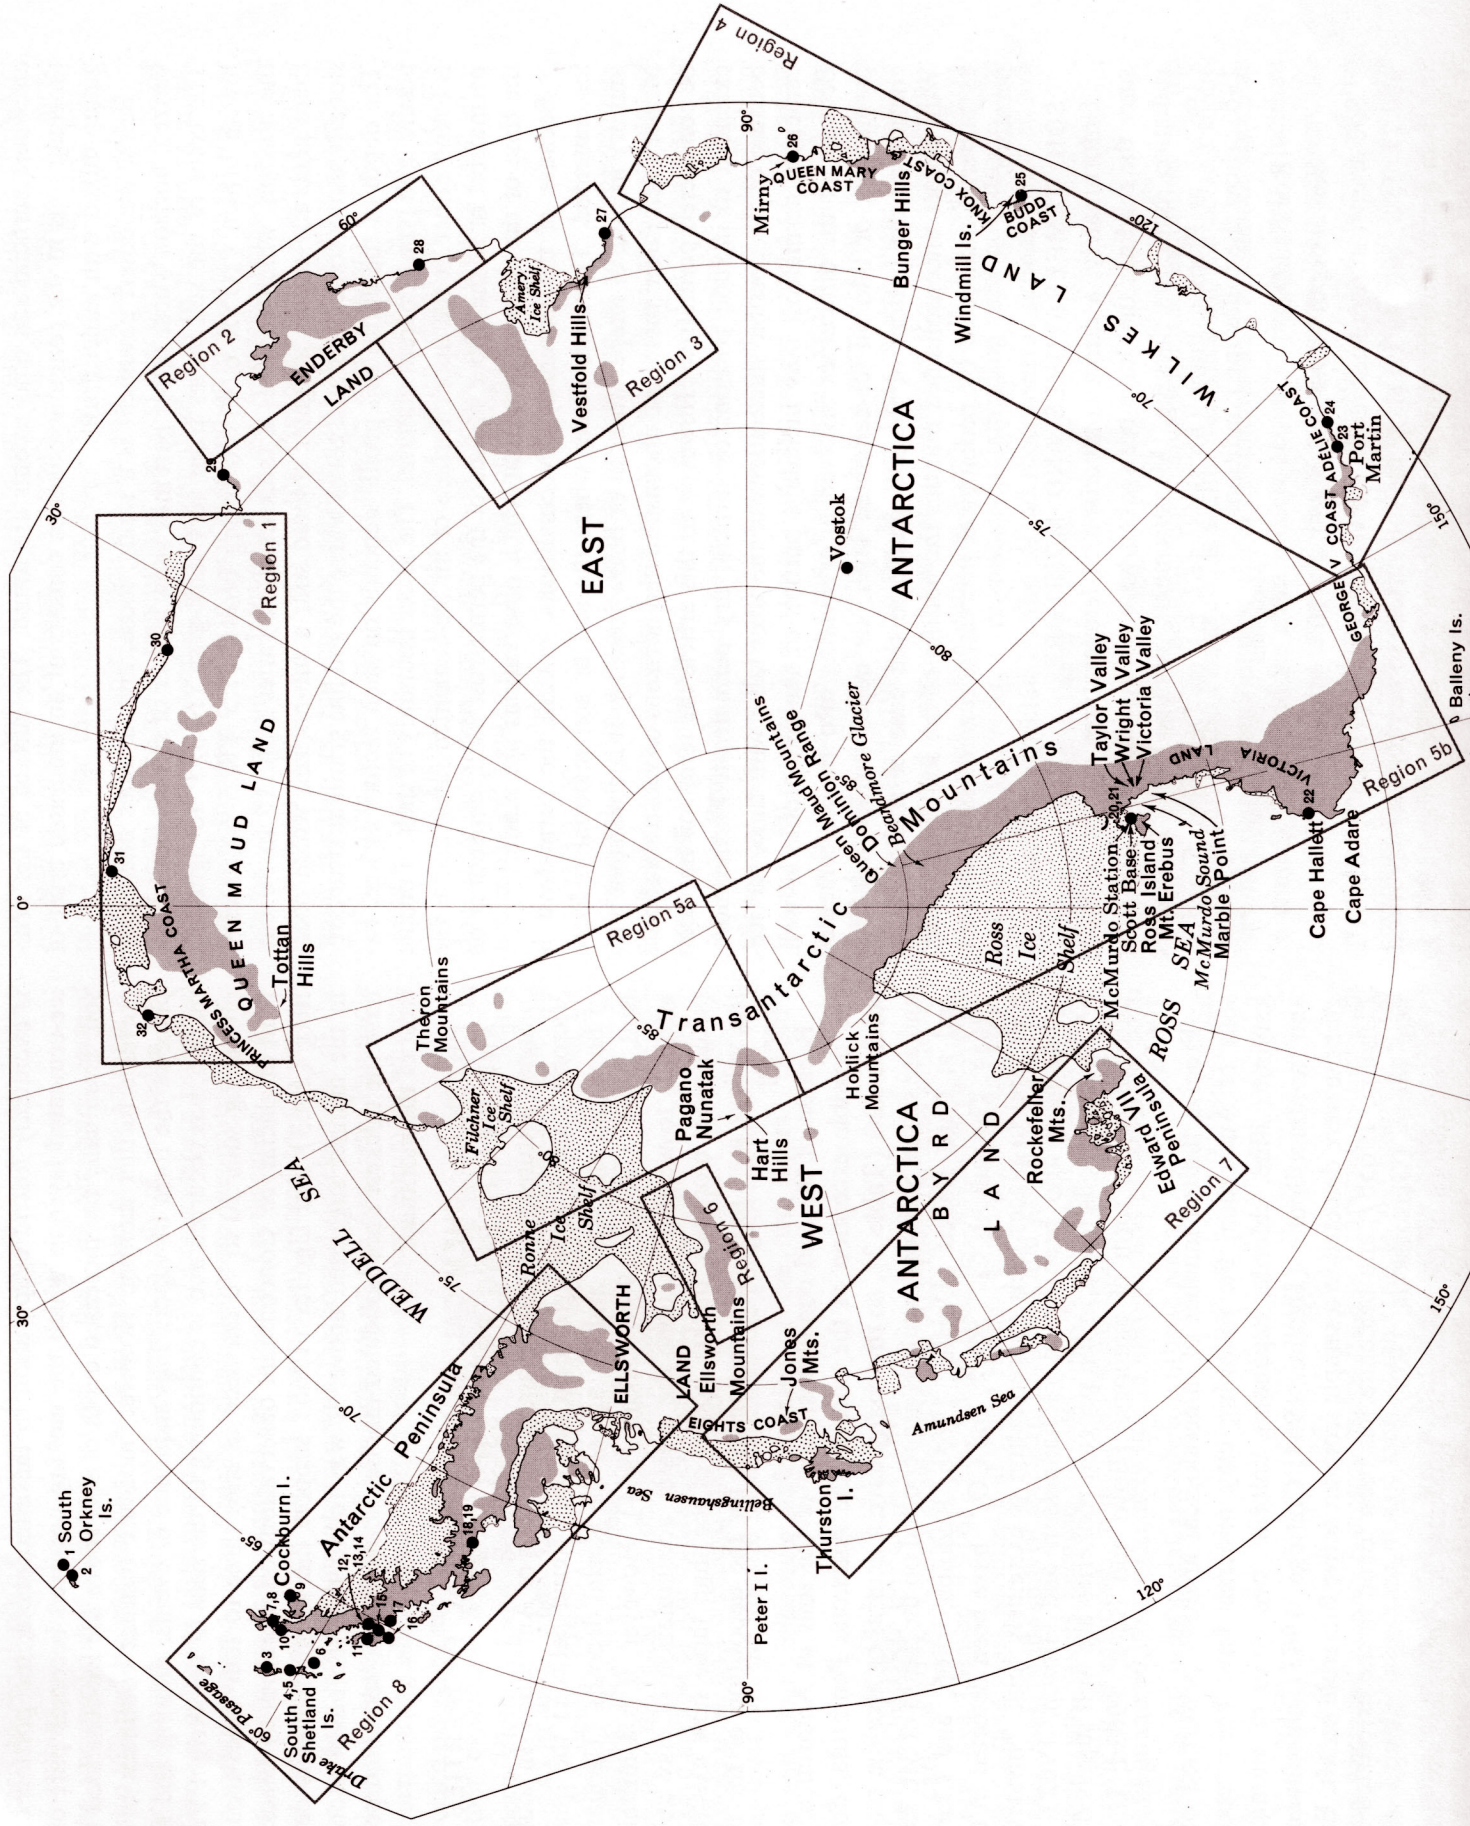 Region 4
90°
26
Mirny
QUEEN MARY
COAST
Bunger Hills
KNOX COAST
25
BUDD
COAST
Windmill Is.
120°
WILKES LAND
70°
60°
28
27
Region 2
ENDERBY
LAND
Amery
Ice Shelf
Vestfold Hills
Region 3
29
30°
Region 1
30
31
0°
QUEEN MAUD LAND
PRINCESS MARTHA COAST
Tottan
Hills
32
EAST
ANTARCTICA
Vostok
75°
80°
24
23
Port
Martin
ADÉLIE COAST
GEORGE V COAST
150°
Balleny Is.
Region 5b
VICTORIA
LAND
Taylor Valley
Wright Valley
Victoria Valley
20,21
22
Cape Hallett
Cape Adare
Queen Maud Mountains
Dominion Range
85°
Beardmore Glacier
Transantarctic Mountains
Ross
Ice
Shelf
McMurdo Station
Scott Base
Ross Island
Mt. Erebus
McMurdo Sound
Marble Point
ROSS SEA
Region 5a
85°
Theron
Mountains
Filchner
Ice
Shelf
80°
Pagano
Nunatak
Hart
Hills
Horlick
Mountains
WEST
ANTARCTICA
BYRD
LAND
Rockefeller
Mts.
Edward VII
Peninsula
Region 7
150°
WEDDELL SEA
30°
75°
Ronne
Ice
Shelf
Region 6
ELLSWORTH
LAND
Ellsworth
Mountains
Jones
Mts.
EIGHTS COAST
Amundsen Sea
Bellingshausen Sea
Thurston
I.
Peter I I.
120°
90°
70°
Antarctic Peninsula
65°
Cockburn I.
1 South
2 Orkney
Is.
12,
13,14
18,19
7,8
9
10
15
17
16
11
3
6
4,5
South
Shetland
Is.
Region 8
60°
Drake Passage